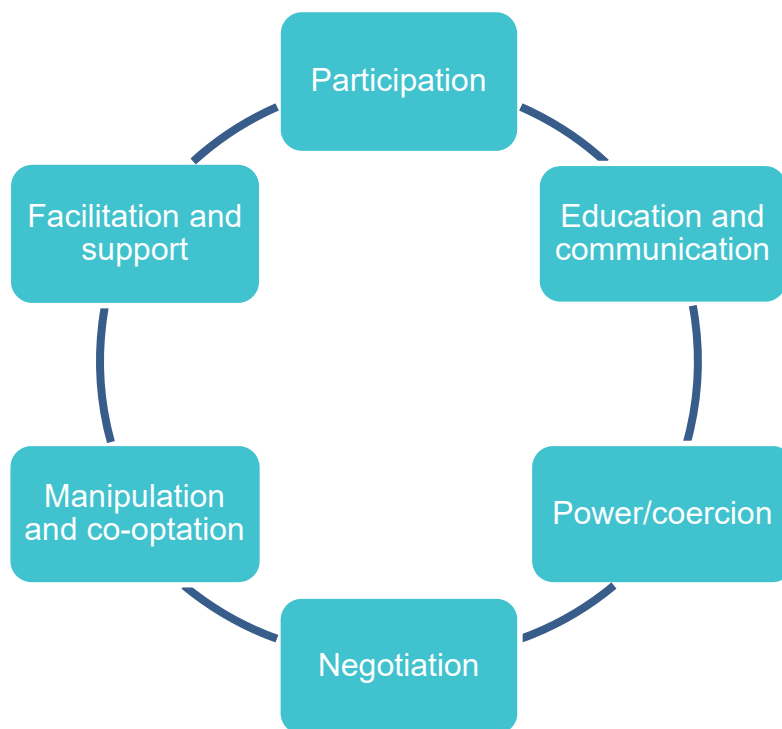 Participation
Education and
communication
Power/coercion
Negotiation
Manipulation
and co-optation
Facilitation and
support